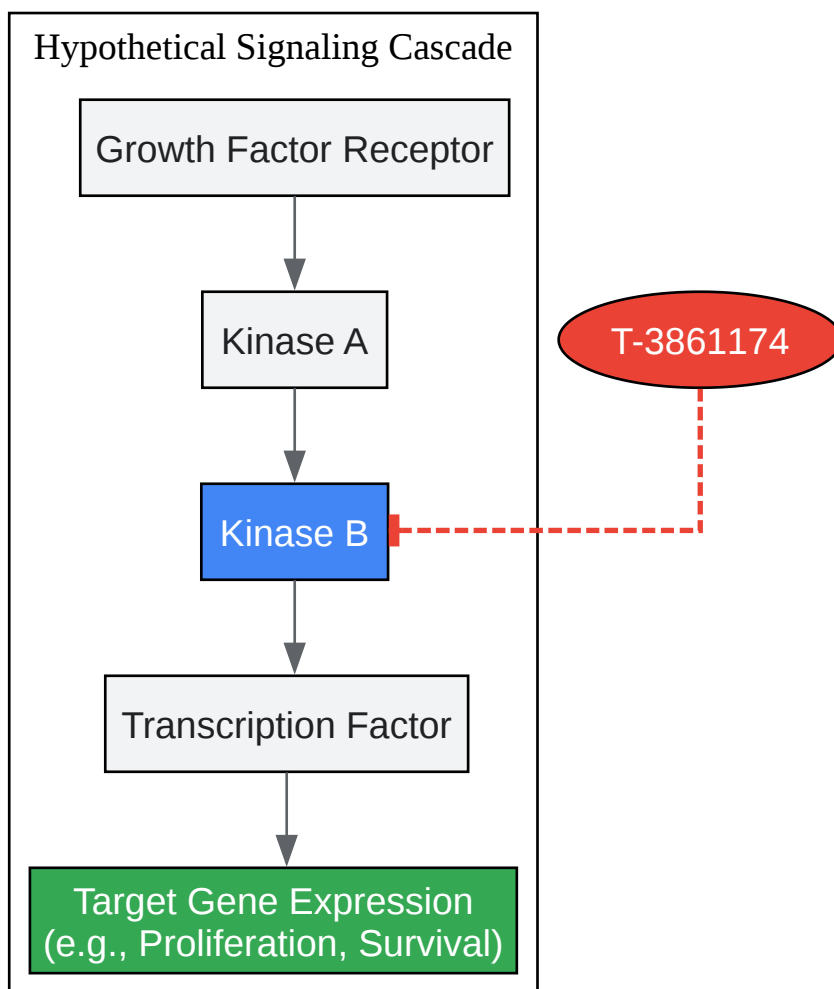 Hypothetical Signaling Cascade
Growth Factor Receptor
Kinase A
T-3861174
Kinase B
Transcription Factor
Target Gene Expression
(e.g., Proliferation, Survival)